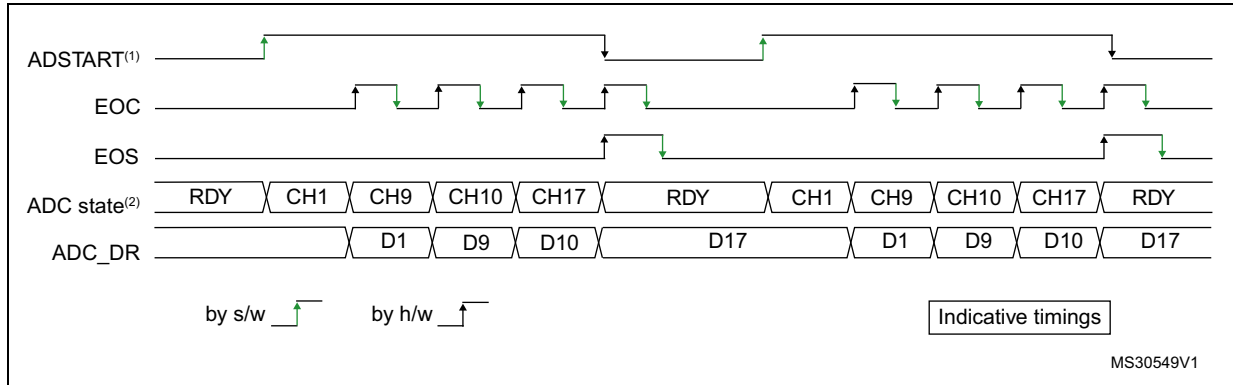 ADSTART(1)
EOC
EOS
ADC state(2) RDY CH1 CH9 CH10 CH17 RDY CH1 CH9 CH10 CH17 RDY
ADC_DR D1 D9 D10 D17 D1 D9 D10 D17
by s/w by h/w Indicative timings
MS30549V1